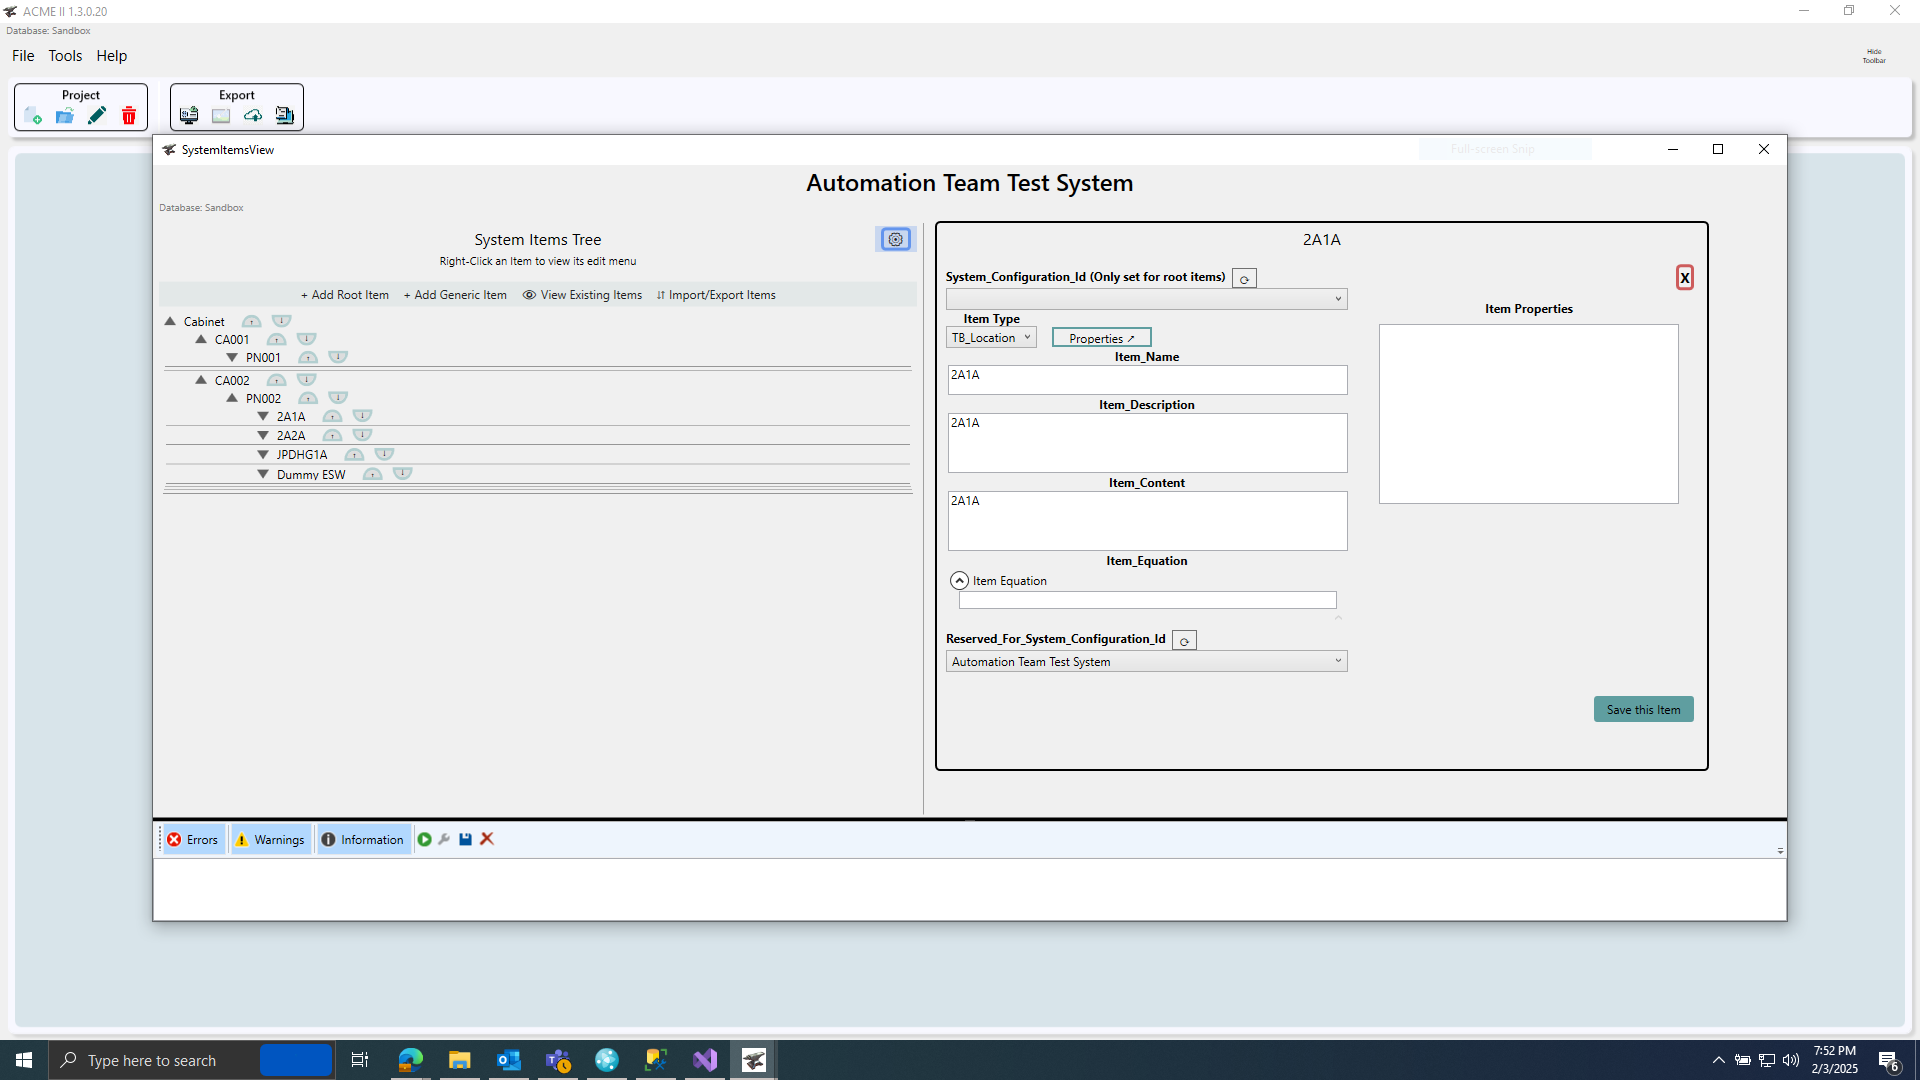 ACME II 1.3.0.20
Database: Sandbox
File Tools Help
Hide Toolbar
Project
Export
SystemItemsView
Full-screen Snip
Automation Team Test System
Database: Sandbox
System Items Tree
Right-Click an Item to view its edit menu
+ Add Root Item + Add Generic Item View Existing Items Import/Export Items
Cabinet
CA001
PN001
CA002
PN002
2A1A
2A2A
JPDHG1A
Dummy ESW
2A1A
System_Configuration_Id (Only set for root items)
X
Item Type
TB_Location
Properties ↗
Item_Name
2A1A
Item_Description
2A1A
Item_Content
2A1A
Item_Equation
Item Equation
Reserved_For_System_Configuration_Id
Automation Team Test System
Item Properties
Save this Item
Errors Warnings Information
Type here to search
7:52 PM
2/3/2025
6